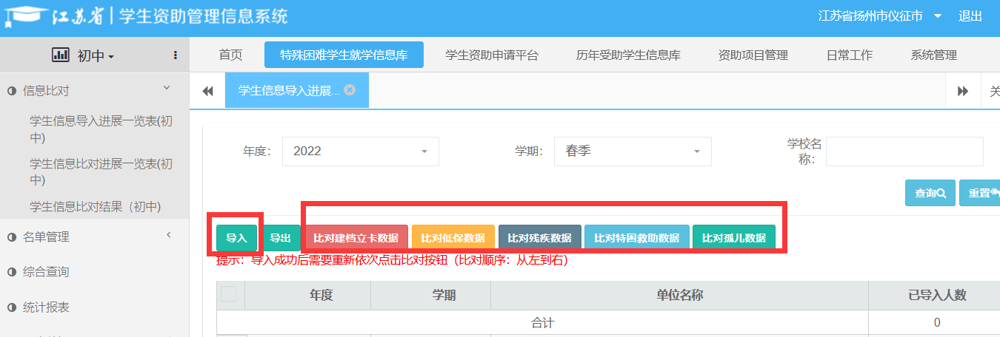 江苏省 | 学生资助管理信息系统
江苏省扬州市仪征市 退出
初中
首页 特殊困难学生就学信息库 学生资助申请平台 历年受助学生信息库 资助项目管理 日常工作 系统管理
信息比对
学生信息导入进展... 关
学生信息导入进展一览表(初
中)
学生信息比对进展一览表(初
中)
学生信息比对结果（初中)
名单管理
综合查询
统计报表
年度： 2022 学期： 春季 学校名
称：
查询 重置
导入 导出 比对建档立卡数据 比对低保数据 比对残疾数据 比对特困救助数据 比对孤儿数据
提示：导入成功后需要重新依次点击比对按钮（比对顺序：从左到右）
年度 学期 单位名称 已导入人数
合计 0